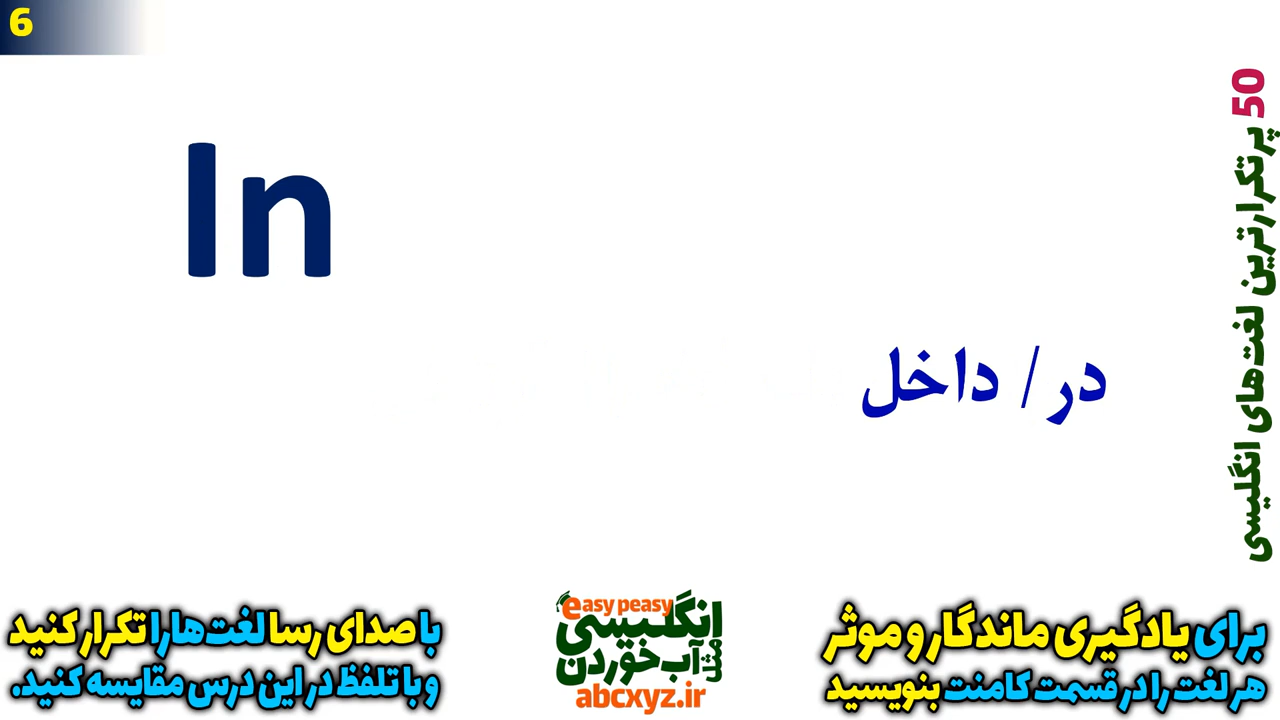 6
In
در / داخل
50 پرتکرارترین لغت‌های انگلیسی
برای یادگیری ماندگار و موثر
هر لغت را در قسمت کامنت بنویسید
easy peasy
انگلیسی
مثل آب خوردن
abcxyz.ir
با صدای رسا لغت‌ها را تکرار کنید
و با تلفظ در این درس مقایسه کنید.